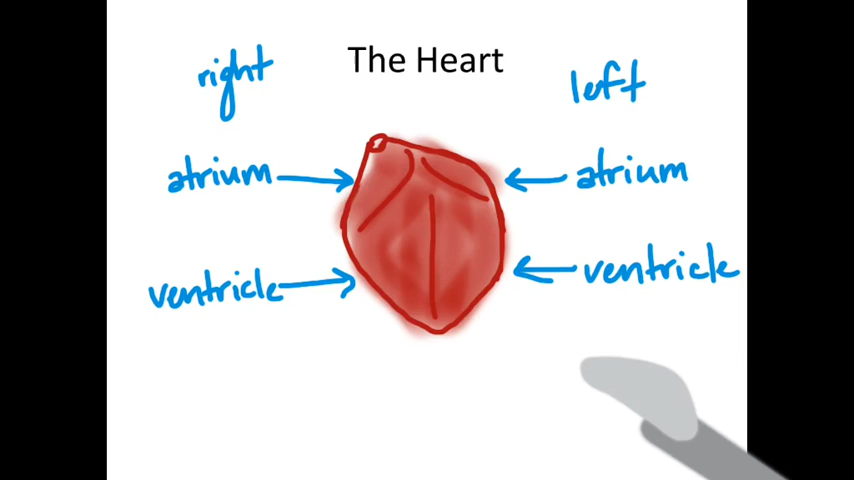 The Heart
right
left
atrium
atrium
ventricle
ventricle